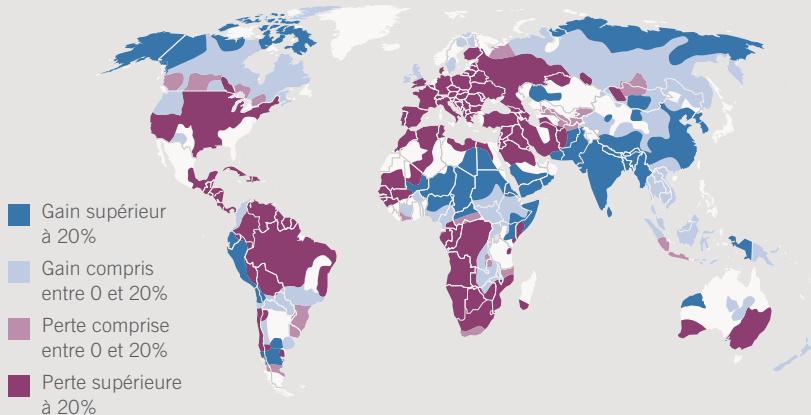 Gain supérieur
à 20%
Gain compris
entre 0 et 20%
Perte comprise
entre 0 et 20%
Perte supérieure
à 20%